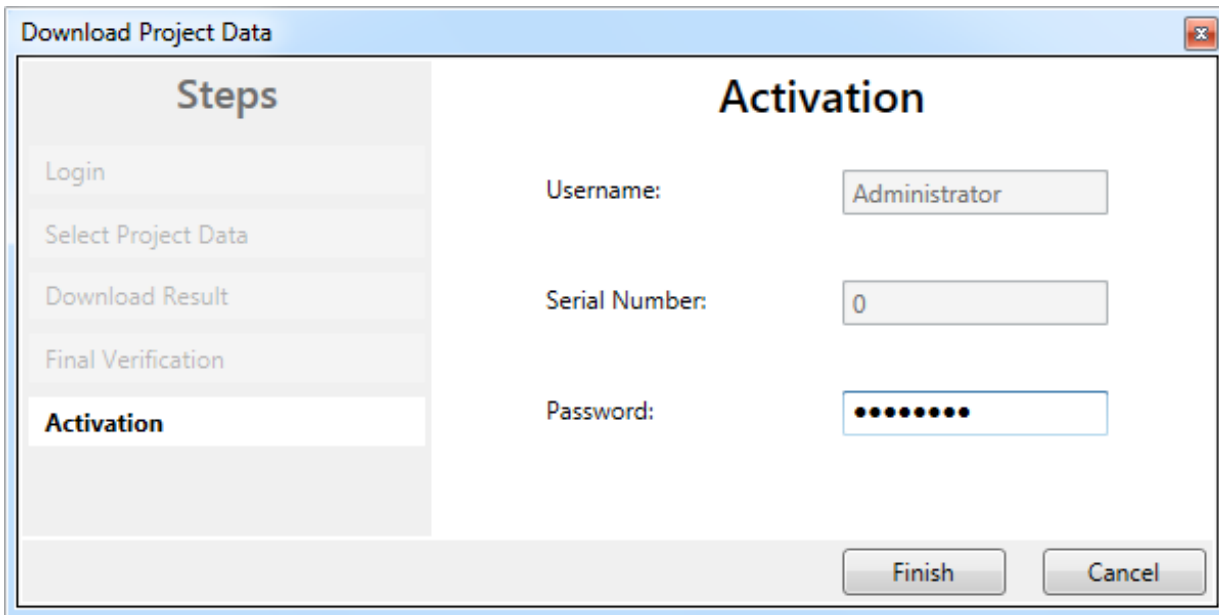 Download Project Data
Steps
Login
Select Project Data
Download Result
Final Verification
Activation
Activation
Username:
Administrator
Serial Number:
0
Password:
••••••••
Finish
Cancel